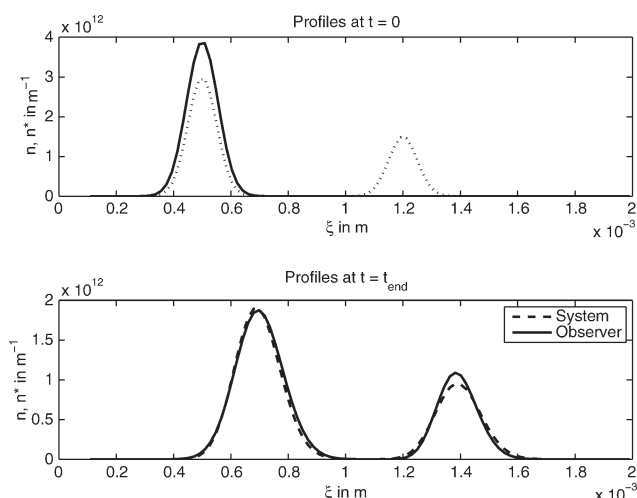 Profiles at t = 0
x 10^12
4
3
2
1
0
n, n* in m^−1
0 0.2 0.4 0.6 0.8 1 1.2 1.4 1.6 1.8 2
ξ in m
x 10^−3
Profiles at t = t_end
x 10^12
2
1.5
1
0.5
0
n, n* in m^−1
System
Observer
0 0.2 0.4 0.6 0.8 1 1.2 1.4 1.6 1.8 2
ξ in m
x 10^−3